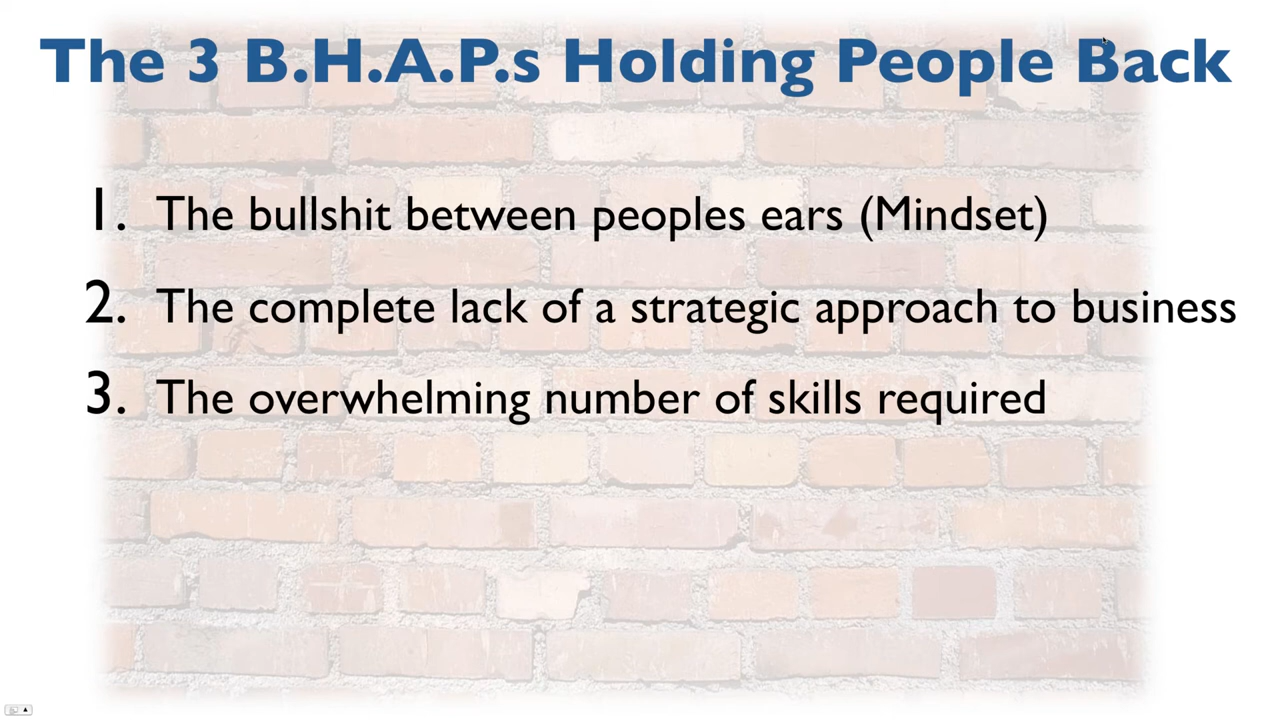 The 3 B.H.A.P.s Holding People Back
1. The bullshit between peoples ears (Mindset)
2. The complete lack of a strategic approach to business
3. The overwhelming number of skills required